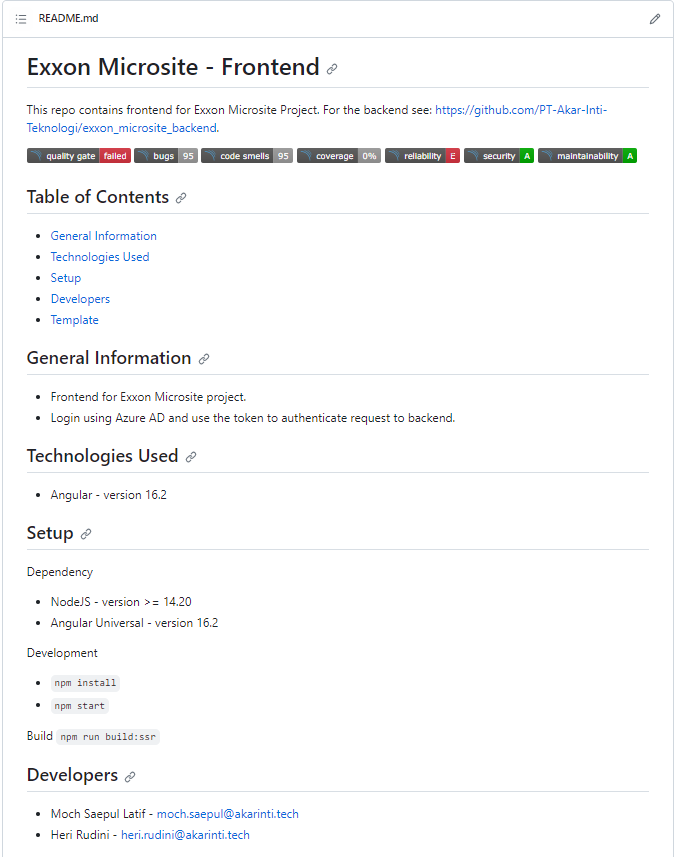 README.md
Exxon Microsite - Frontend
This repo contains frontend for Exxon Microsite Project. For the backend see: https://github.com/PT-Akar-Inti-
Teknologi/exxon_microsite_backend.
quality gate failed bugs 95 code smells 95 coverage 0% reliability E security A maintainability A
Table of Contents
General Information
Technologies Used
Setup
Developers
Template
General Information
Frontend for Exxon Microsite project.
Login using Azure AD and use the token to authenticate request to backend.
Technologies Used
Angular - version 16.2
Setup
Dependency
NodeJS - version >= 14.20
Angular Universal - version 16.2
Development
npm install
npm start
Build npm run build:ssr
Developers
Moch Saepul Latif - moch.saepul@akarinti.tech
Heri Rudini - heri.rudini@akarinti.tech